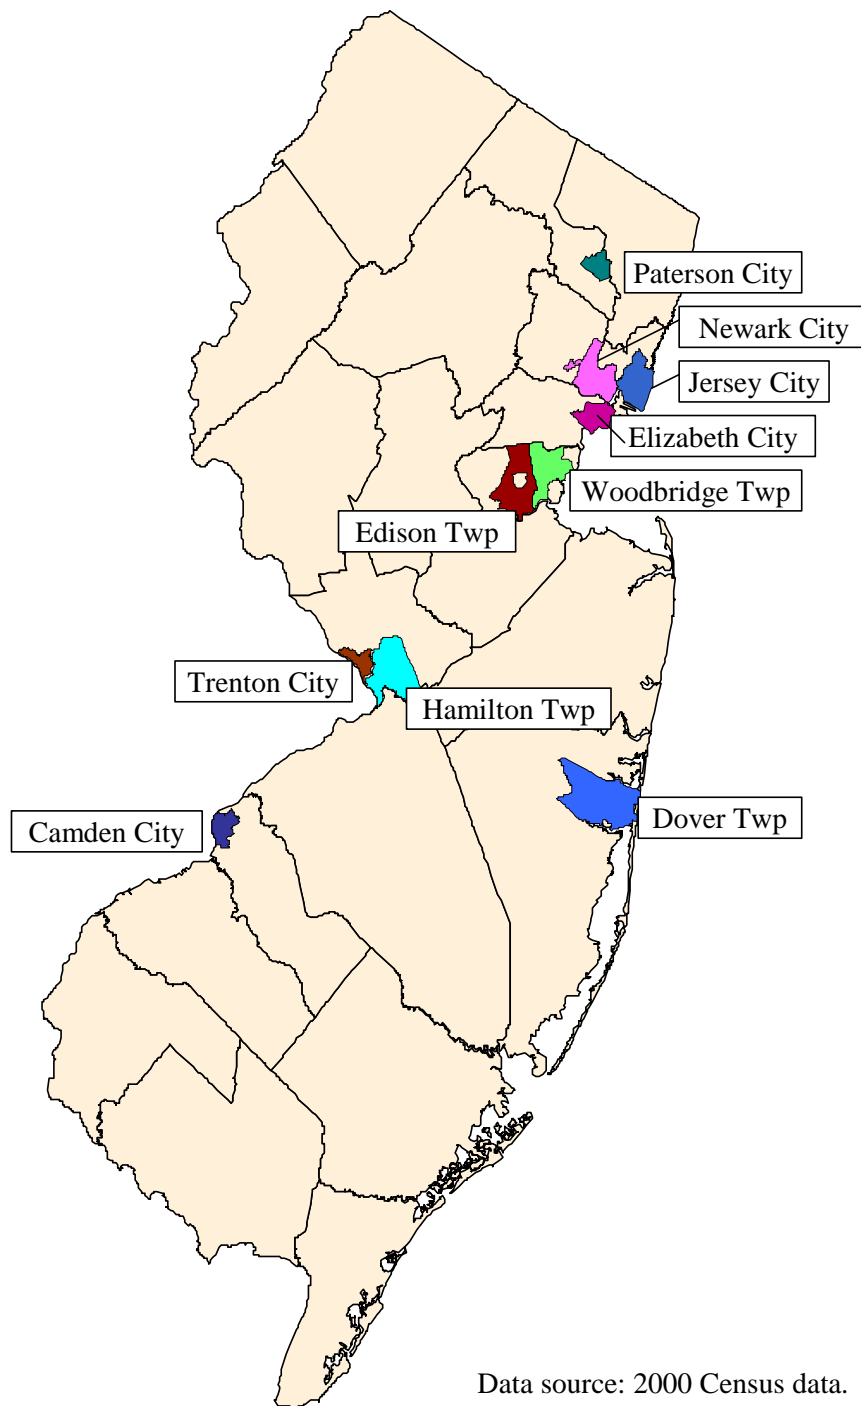 Paterson City
Newark City
Jersey City
Elizabeth City
Woodbridge Twp
Edison Twp
Trenton City
Hamilton Twp
Camden City
Dover Twp
Data source: 2000 Census data.